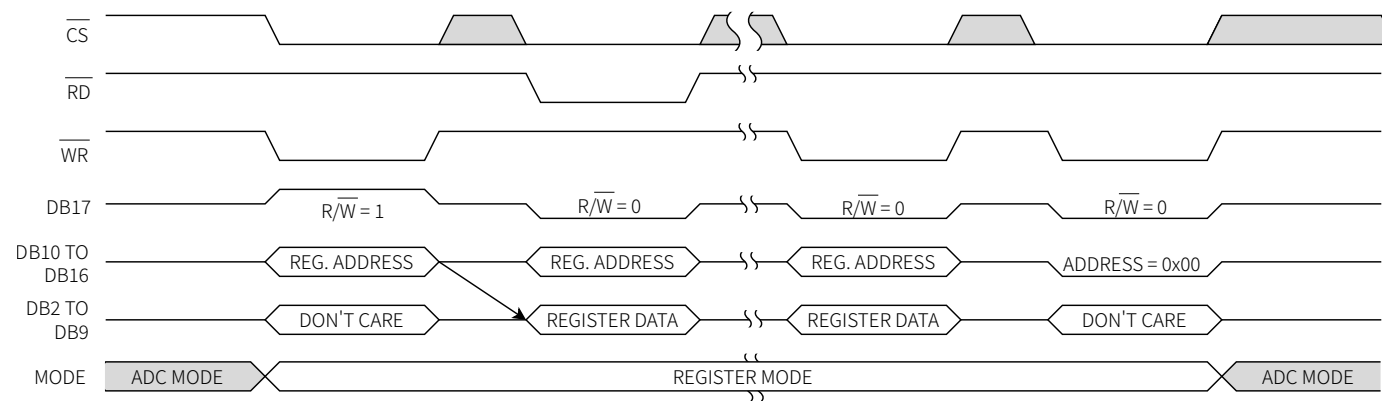 CS
RD
WR
DB17 R/W = 1 R/W = 0 R/W = 0 R/W = 0
DB10 TO
DB16 REG. ADDRESS REG. ADDRESS REG. ADDRESS ADDRESS = 0x00
DB2 TO
DB9 DON'T CARE REGISTER DATA REGISTER DATA DON'T CARE
MODE ADC MODE REGISTER MODE ADC MODE